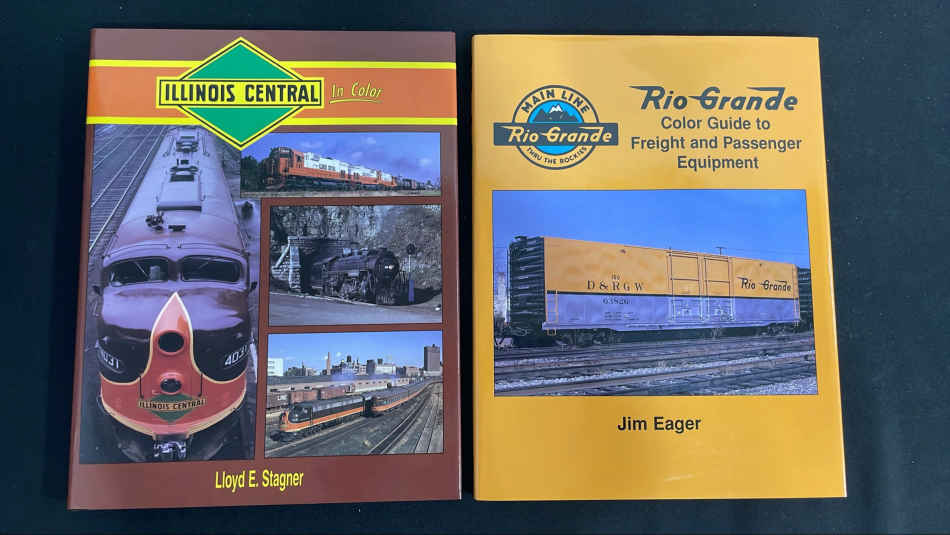 ILLINOIS CENTRAL
In Color
4031
4031
ILLINOIS CENTRAL
Lloyd E. Stagner
MAIN LINE
Rio Grande
THRU THE ROCKIES
Rio Grande
Color Guide to
Freight and Passenger
Equipment
D & R G W
63826
Rio Grande
Jim Eager